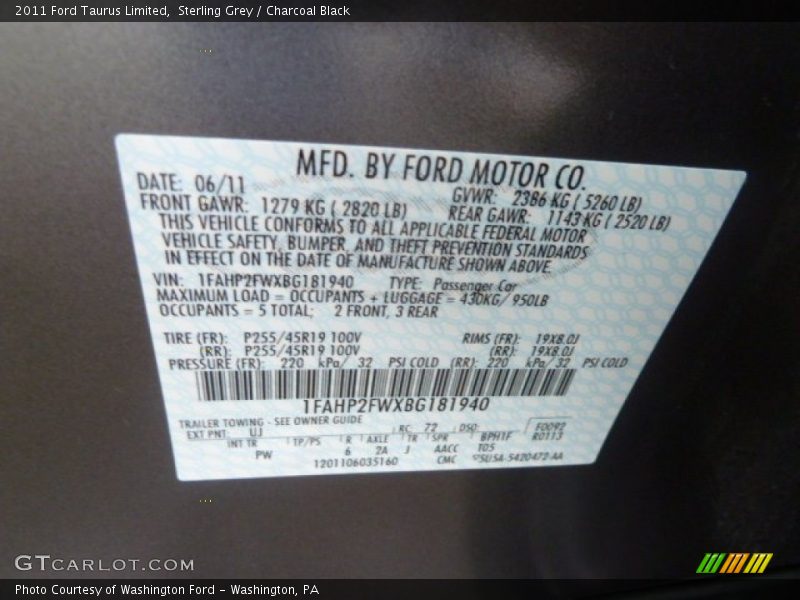 2011 Ford Taurus Limited, Sterling Grey / Charcoal Black
MFD. BY FORD MOTOR CO.
DATE: 06/11 GVWR: 2386 KG ( 5260 LB)
FRONT GAWR: 1279 KG ( 2820 LB) REAR GAWR: 1143 KG ( 2520 LB)
THIS VEHICLE CONFORMS TO ALL APPLICABLE FEDERAL MOTOR
VEHICLE SAFETY, BUMPER, AND THEFT PREVENTION STANDARDS
IN EFFECT ON THE DATE OF MANUFACTURE SHOWN ABOVE.
VIN: 1FAHP2FWXBG181940 TYPE: Passenger Car
MAXIMUM LOAD = OCCUPANTS + LUGGAGE = 430KG/ 950LB
OCCUPANTS = 5 TOTAL; 2 FRONT, 3 REAR
TIRE (FR): P255/45R19 100V RIMS (FR): 19X8.0J
(RR): P255/45R19 100V (RR): 19X8.0J
PRESSURE (FR): 220 kPa/ 32 PSI COLD (RR): 220 kPa/ 32 PSI COLD
1FAHP2FWXBG181940
TRAILER TOWING - SEE OWNER GUIDE
EXT PNT: UJ RC: 72 DSO: F0092
INT TR TP/PS R AXLE TR SPR BPH1F R0113
PW 6 2A J AACC T05
1201106035160 CMC 5U5A-5420472-AA
GTCARLOT.COM
Photo Courtesy of Washington Ford - Washington, PA